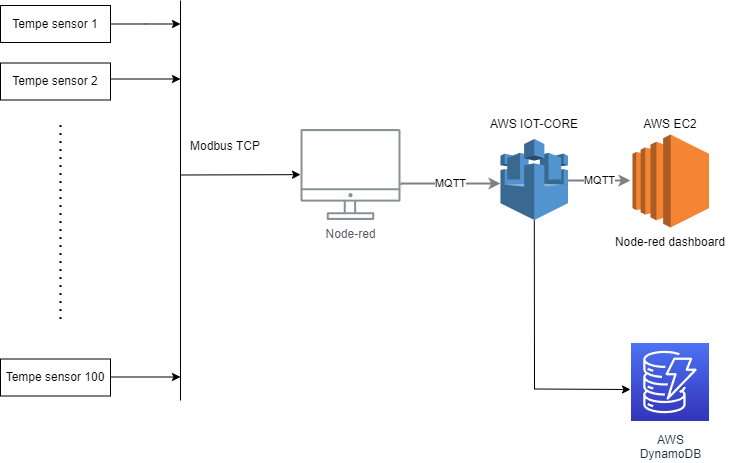 Tempe sensor 1
Tempe sensor 2
Modbus TCP
AWS IOT-CORE
AWS EC2
MQTT
MQTT
Node-red
Node-red dashboard
Tempe sensor 100
AWS
DynamoDB